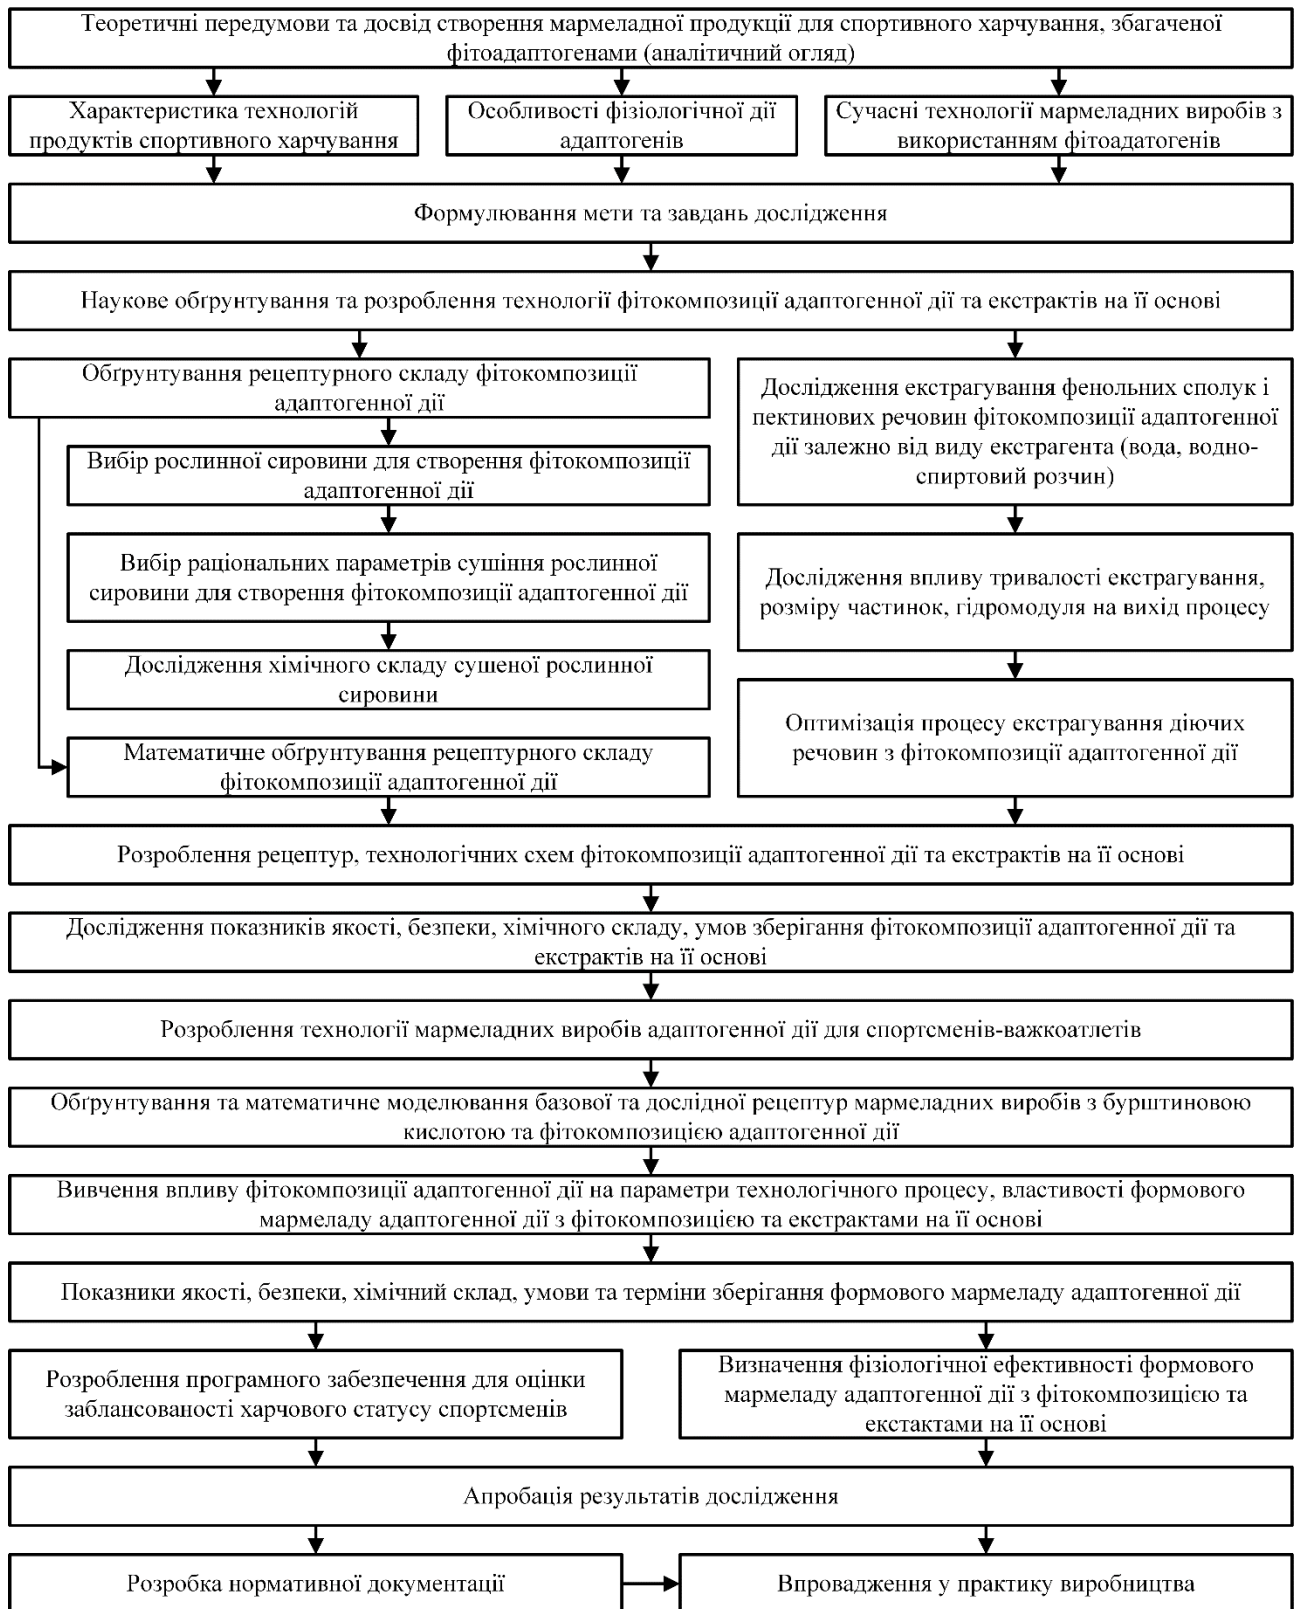 Теоретичні передумови та досвід створення мармеладної продукції для спортивного харчування, збагаченої
фітоадаптогенами (аналітичний огляд)
Характеристика технологій
продуктів спортивного харчування
Особливості фізіологічної дії
адаптогенів
Сучасні технології мармеладних виробів з
використанням фітоадатогенів
Формулювання мети та завдань дослідження
Наукове обґрунтування та розроблення технології фітокомпозиції адаптогенної дії та екстрактів на її основі
Обґрунтування рецептурного складу фітокомпозиції
адаптогенної дії
Вибір рослинної сировини для створення фітокомпозиції
адаптогенної дії
Вибір раціональних параметрів сушіння рослинної
сировини для створення фітокомпозиції адаптогенної дії
Дослідження хімічного складу сушеної рослинної
сировини
Математичне обґрунтування рецептурного складу
фітокомпозиції адаптогенної дії
Дослідження екстрагування фенольних сполук і
пектинових речовин фітокомпозиції адаптогенної
дії залежно від виду екстрагента (вода, водно-
спиртовий розчин)
Дослідження впливу тривалості екстрагування,
розміру частинок, гідромодуля на вихід процесу
Оптимізація процесу екстрагування діючих
речовин з фітокомпозиції адаптогенної дії
Розроблення рецептур, технологічних схем фітокомпозиції адаптогенної дії та екстрактів на її основі
Дослідження показників якості, безпеки, хімічного складу, умов зберігання фітокомпозиції адаптогенної дії та
екстрактів на її основі
Розроблення технології мармеладних виробів адаптогенної дії для спортсменів-важкоатлетів
Обґрунтування та математичне моделювання базової та дослідної рецептур мармеладних виробів з бурштиновою
кислотою та фітокомпозицією адаптогенної дії
Вивчення впливу фітокомпозиції адаптогенної дії на параметри технологічного процесу, властивості формового
мармеладу адаптогенної дії з фітокомпозицією та екстрактами на її основі
Показники якості, безпеки, хімічний склад, умови та терміни зберігання формового мармеладу адаптогенної дії
Розроблення програмного забезпечення для оцінки
заблансованості харчового статусу спортсменів
Визначення фізіологічної ефективності формового
мармеладу адаптогенної дії з фітокомпозицією та
екстактами на її основі
Апробація результатів дослідження
Розробка нормативної документації
Впровадження у практику виробництва